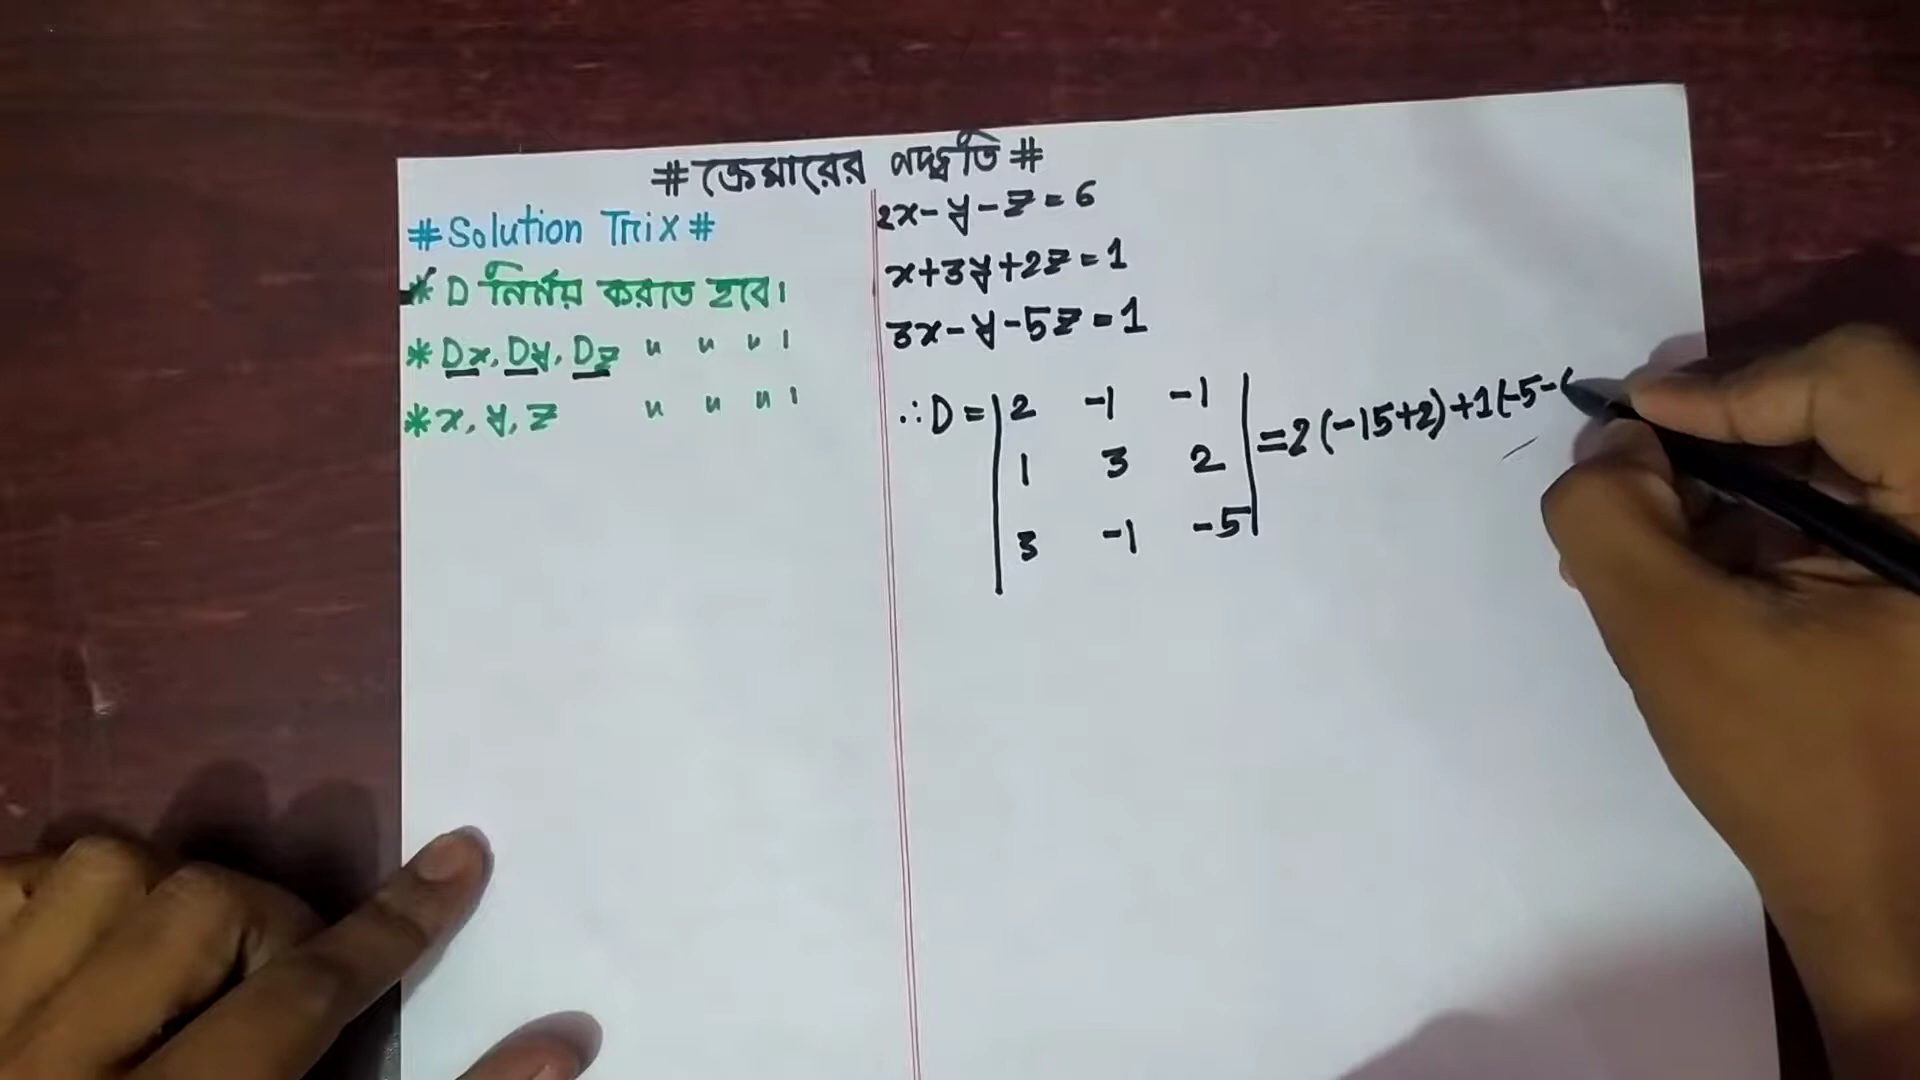 #ক্রেমারের পদ্ধতি#
#Solution Trix#
* D নির্ণয় করতে হবে।
* Dx, Dy, Dz " " " ।
* x, y, z " " " ।
2x-y-z=6
x+3y+2z=1
3x-y-5z=1
∴D= | 2 -1 -1 | =2(-15+2)+1(-5-6
| 1 3 2 |
| 3 -1 -5 |